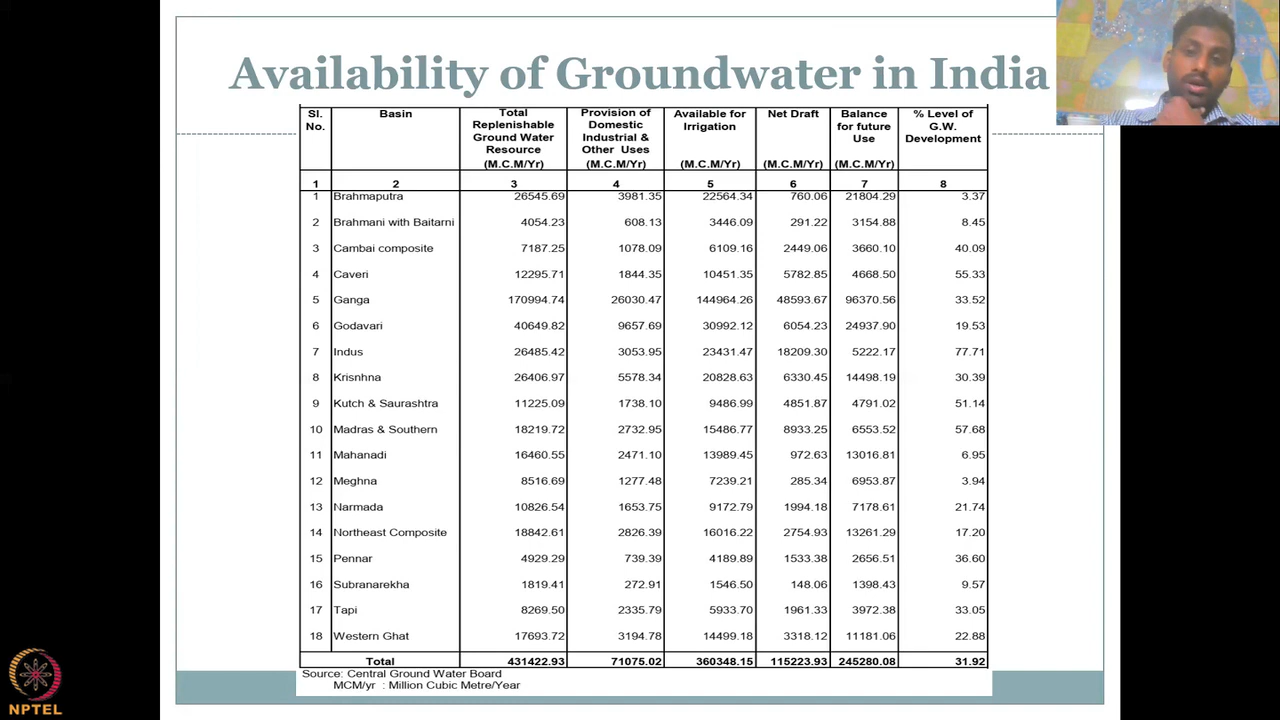 Availability of Groundwater in India
Sl. No. Basin Total Replenishable Ground Water Resource (M.C.M/Yr) Provision of Domestic Industrial & Other Uses (M.C.M/Yr) Available for Irrigation (M.C.M/Yr) Net Draft (M.C.M/Yr) Balance for future Use (M.C.M/Yr) % Level of G.W. Development
1 2 3 4 5 6 7 8
1 Brahmaputra 26545.69 3981.35 22564.34 760.06 21804.29 3.37
2 Brahmani with Baitarni 4054.23 608.13 3446.09 291.22 3154.88 8.45
3 Cambai composite 7187.25 1078.09 6109.16 2449.06 3660.10 40.09
4 Caveri 12295.71 1844.35 10451.35 5782.85 4668.50 55.33
5 Ganga 170994.74 26030.47 144964.26 48593.67 96370.56 33.52
6 Godavari 40649.82 9657.69 30992.12 6054.23 24937.90 19.53
7 Indus 26485.42 3053.95 23431.47 18209.30 5222.17 77.71
8 Krisnhna 26406.97 5578.34 20828.63 6330.45 14498.19 30.39
9 Kutch & Saurashtra 11225.09 1738.10 9486.99 4851.87 4791.02 51.14
10 Madras & Southern 18219.72 2732.95 15486.77 8933.25 6553.52 57.68
11 Mahanadi 16460.55 2471.10 13989.45 972.63 13016.81 6.95
12 Meghna 8516.69 1277.48 7239.21 285.34 6953.87 3.94
13 Narmada 10826.54 1653.75 9172.79 1994.18 7178.61 21.74
14 Northeast Composite 18842.61 2826.39 16016.22 2754.93 13261.29 17.20
15 Pennar 4929.29 739.39 4189.89 1533.38 2656.51 36.60
16 Subranarekha 1819.41 272.91 1546.50 148.06 1398.43 9.57
17 Tapi 8269.50 2335.79 5933.70 1961.33 3972.38 33.05
18 Western Ghat 17693.72 3194.78 14499.18 3318.12 11181.06 22.88
Total 431422.93 71075.02 360348.15 115223.93 245280.08 31.92
Source: Central Ground Water Board
MCM/yr : Million Cubic Metre/Year
NPTEL